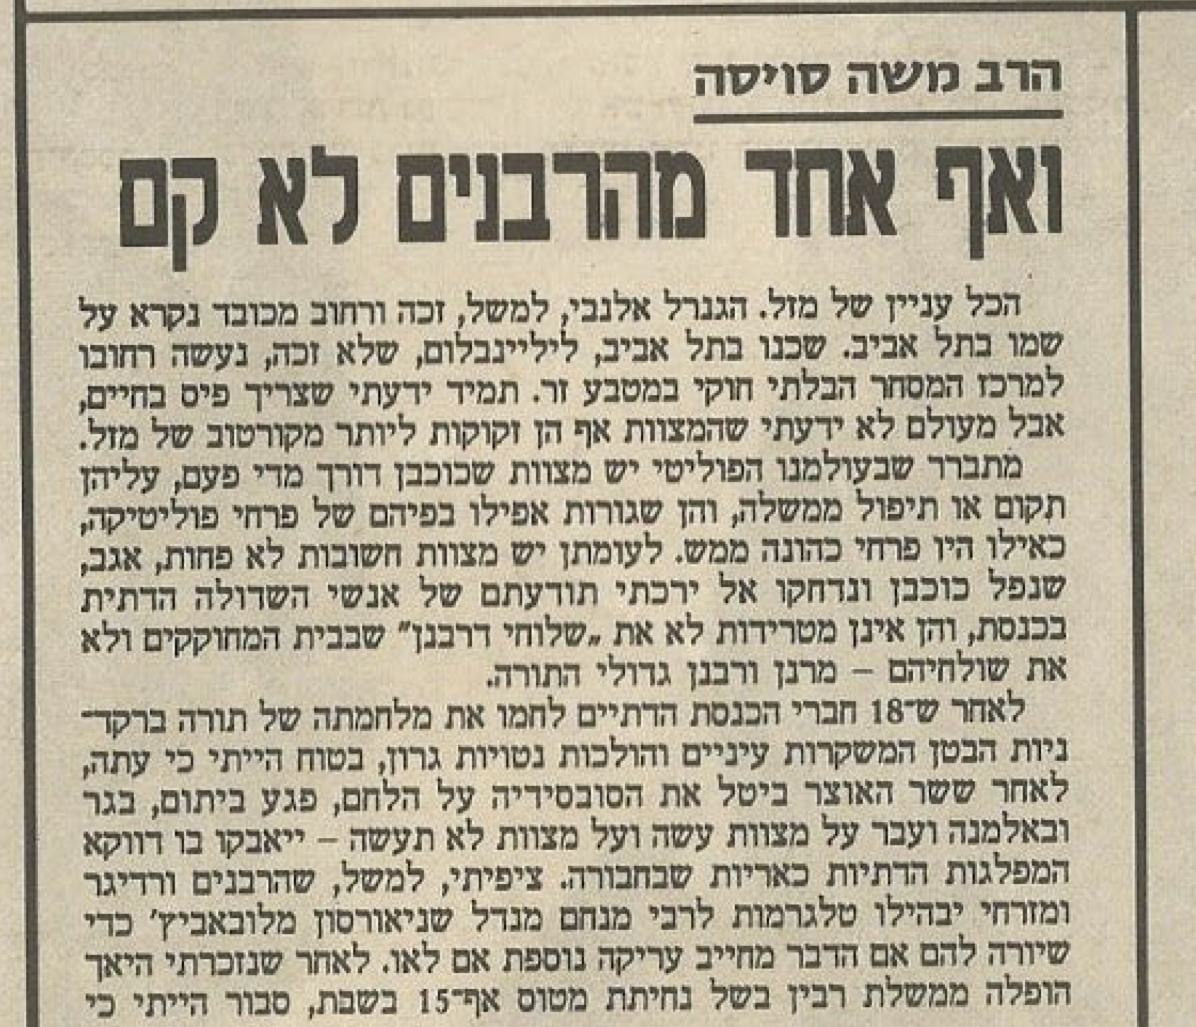 הרב משה סויסה
ואף אחד מהרבנים לא קם
הכל עניין של מזל. הגנרל אלנבי, למשל, זכה ורחוב מכובד נקרא על
שמו בתל אביב. שכנו בתל אביב, לילינבלום, שלא זכה, נעשה רחובו
למרכז המסחר הבלתי חוקי במטבע זר. תמיד ידעתי שצריך פיס בחיים,
אבל מעולם לא ידעתי שהמצוות אף הן זקוקות ליותר מקורטוב של מזל.
מתברר שבעולמנו הפוליטי יש מצוות שכוכבן דורך מדי פעם, עליהן
תקום או תיפול ממשלה, והן שגורות אפילו בפיהם של פרחי פוליטיקה,
כאילו היו פרחי כהונה ממש. לעומתן יש מצוות חשובות לא פחות, אגב,
שנפל כוכבן ונדחקו אל ירכתי תודעתם של אנשי השדולה הדתית
בכנסת, והן אינן מטרידות לא את „שלוחי דרבנן" שבבית המחוקקים ולא
את שולחיהם – מרנן ורבנן גדולי התורה.
לאחר ש־18 חברי הכנסת הדתיים לחמו את מלחמתה של תורה ברקד־
ניות הבטן המשקרות עיניים והולכות נטויות גרון, בטוח הייתי כי עתה,
לאחר ששר האוצר ביטל את הסובסידיה על הלחם, פגע ביתום, בגר
ובאלמנה ועבר על מצוות עשה ועל מצוות לא תעשה – ייאבקו בו דווקא
המפלגות הדתיות כאריות שבחבורה. ציפיתי, למשל, שהרבנים ורדיגר
ומזרחי יבהילו טלגרמות לרבי מנחם מנדל שניאורסון מלובאביץ' כדי
שיורה להם אם הדבר מחייב עריקה נוספת אם לאו. לאחר שנזכרתי היאך
הופלה ממשלת רבין בשל נחיתת מטוס אף־15 בשבת, סבור הייתי כי